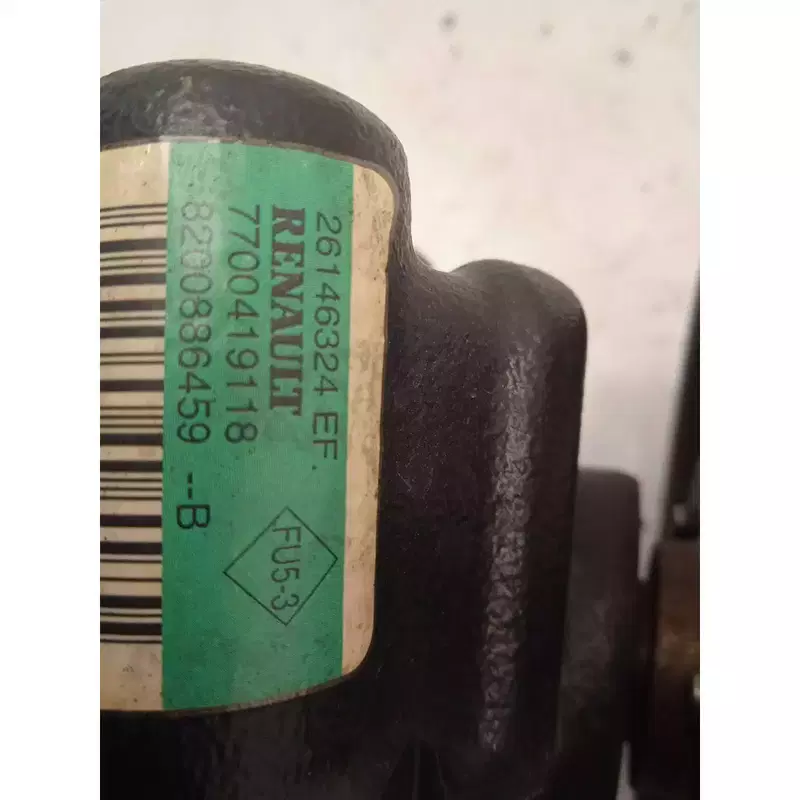 26146324 EF.
RENAULT
7700419118
8200886459 --B
FU5-3